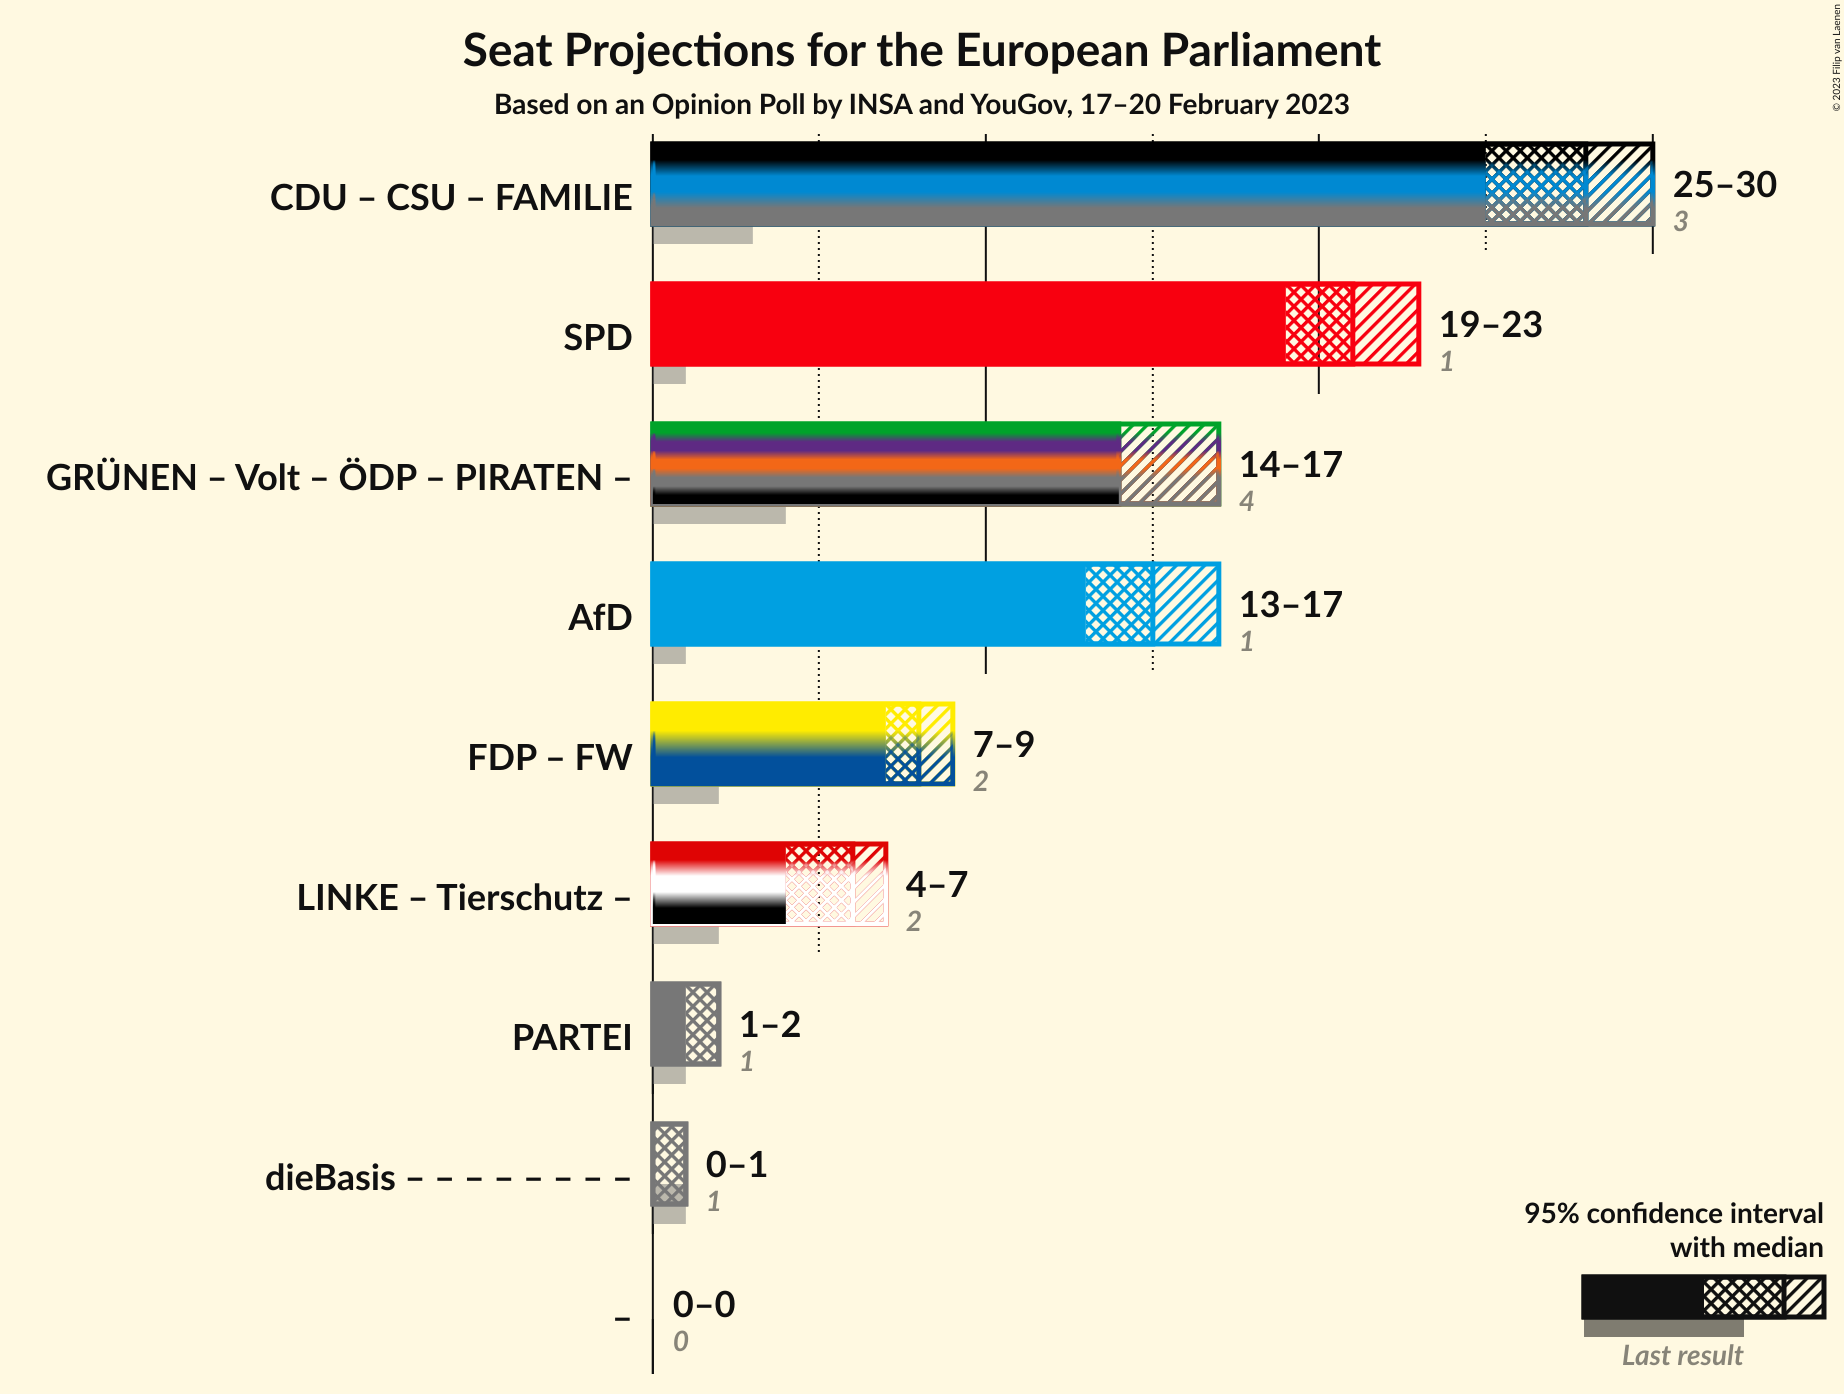 Seat Projections for the European Parliament
Based on an Opinion Poll by INSA and YouGov, 17–20 February 2023
© 2023 Filip van Laenen
CDU – CSU – FAMILIE
25–30
3
SPD
19–23
1
GRÜNEN – Volt – ÖDP – PIRATEN –
14–17
4
AfD
13–17
1
FDP – FW
7–9
2
LINKE – Tierschutz –
4–7
2
PARTEI
1–2
1
dieBasis – – – – – – – –
0–1
1
–
0–0
0
95% confidence interval
with median
Last result